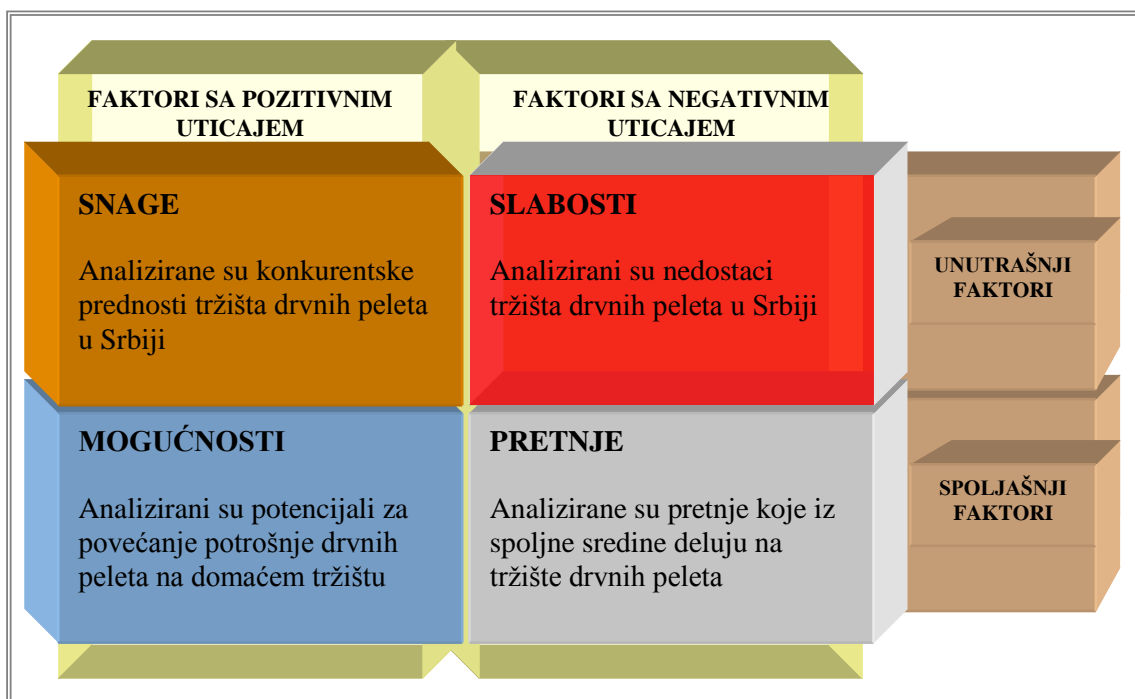 FAKTORI SA POZITIVNIM
UTICAJEM
FAKTORI SA NEGATIVNIM
UTICAJEM
SNAGE
Analizirane su konkurentske
prednosti tržišta drvnih peleta
u Srbiji
SLABOSTI
Analizirani su nedostaci
tržišta drvnih peleta u Srbiji
UNUTRAŠNJI
FAKTORI
MOGUĆNOSTI
Analizirani su potencijali za
povećanje potrošnje drvnih
peleta na domaćem tržištu
PRETNJE
Analizirane su pretnje koje iz
spoljne sredine deluju na
tržište drvnih peleta
SPOLJAŠNJI
FAKTORI